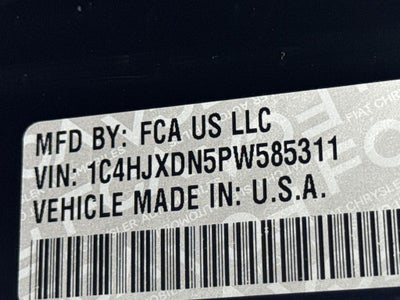 MFD BY: FCA US LLC
VIN: 1C4HJXDN5PW585311
VEHICLE MADE IN: U.S.A.